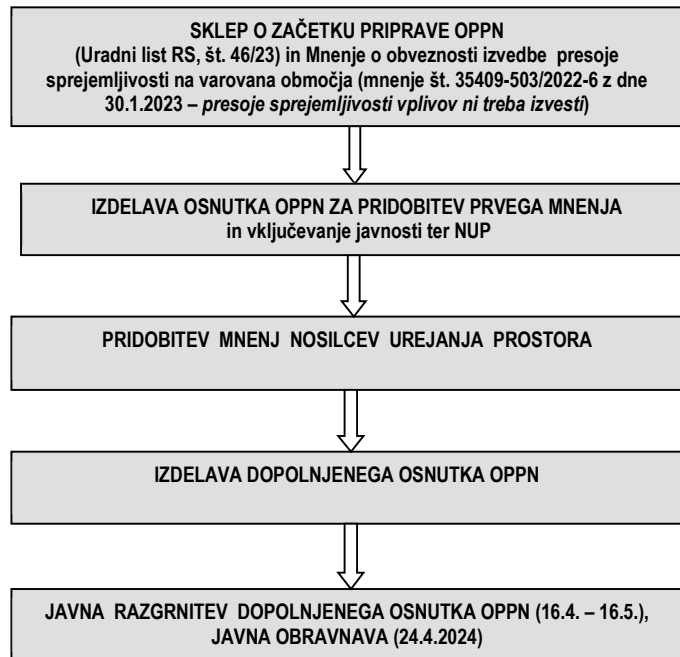 SKLEP O ZAČETKU PRIPRAVE OPPN
(Uradni list RS, št. 46/23) in Mnenje o obveznosti izvedbe presoje
sprejemljivosti na varovana območja (mnenje št. 35409-503/2022-6 z dne
30.1.2023 – presoje sprejemljivosti vplivov ni treba izvesti)
IZDELAVA OSNUTKA OPPN ZA PRIDOBITEV PRVEGA MNENJA
in vključevanje javnosti ter NUP
PRIDOBITEV MNENJ NOSILCEV UREJANJA PROSTORA
IZDELAVA DOPOLNJENEGA OSNUTKA OPPN
JAVNA RAZGRNITEV DOPOLNJENEGA OSNUTKA OPPN (16.4. – 16.5.),
JAVNA OBRAVNAVA (24.4.2024)